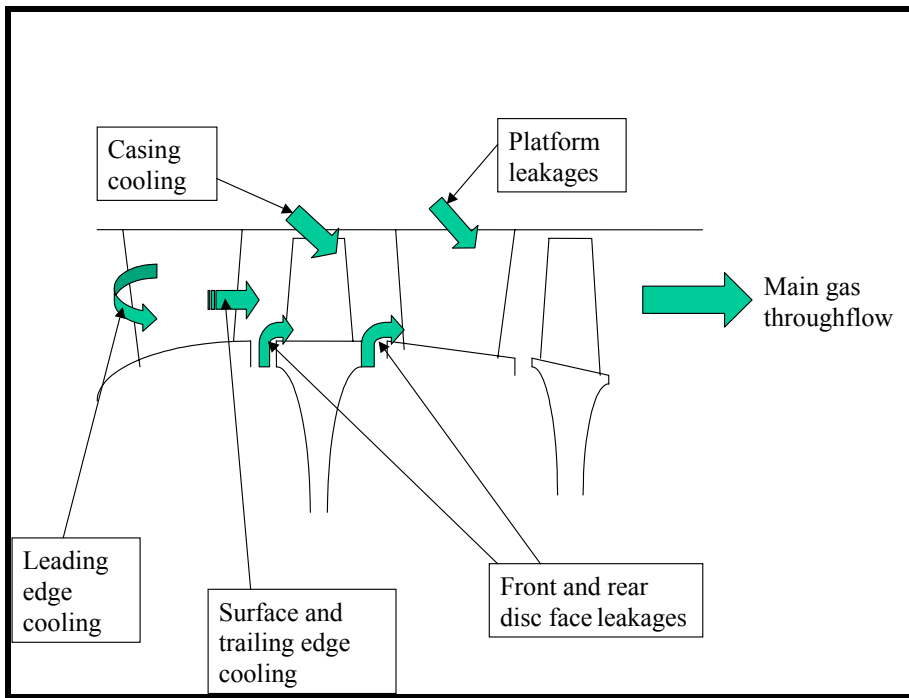 Casing
cooling
Platform
leakages
Main gas
throughflow
Leading
edge
cooling
Surface and
trailing edge
cooling
Front and rear
disc face leakages